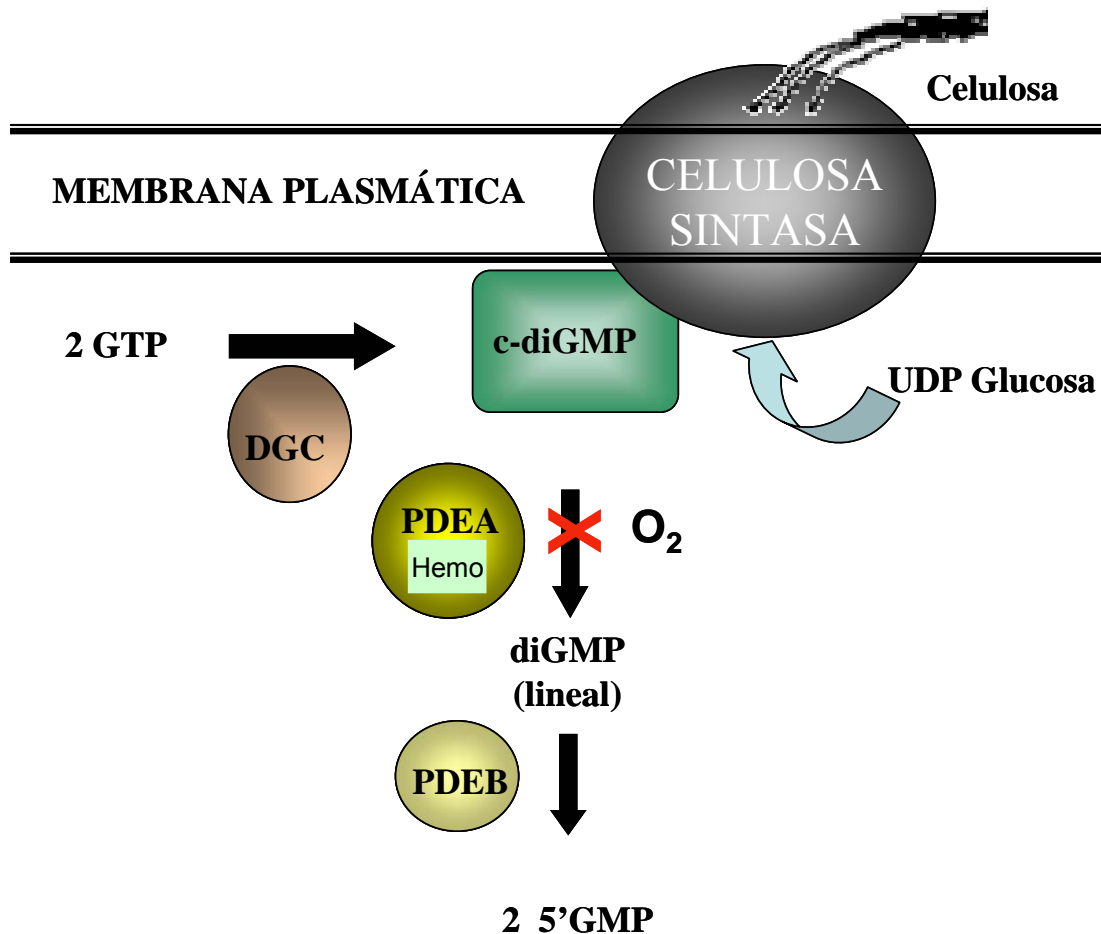 Celulosa
MEMBRANA PLASMÁTICA
CELULOSA
SINTASA
2 GTP
c-diGMP
UDP Glucosa
DGC
PDEA
Hemo
O₂
diGMP
(lineal)
PDEB
2 5’GMP